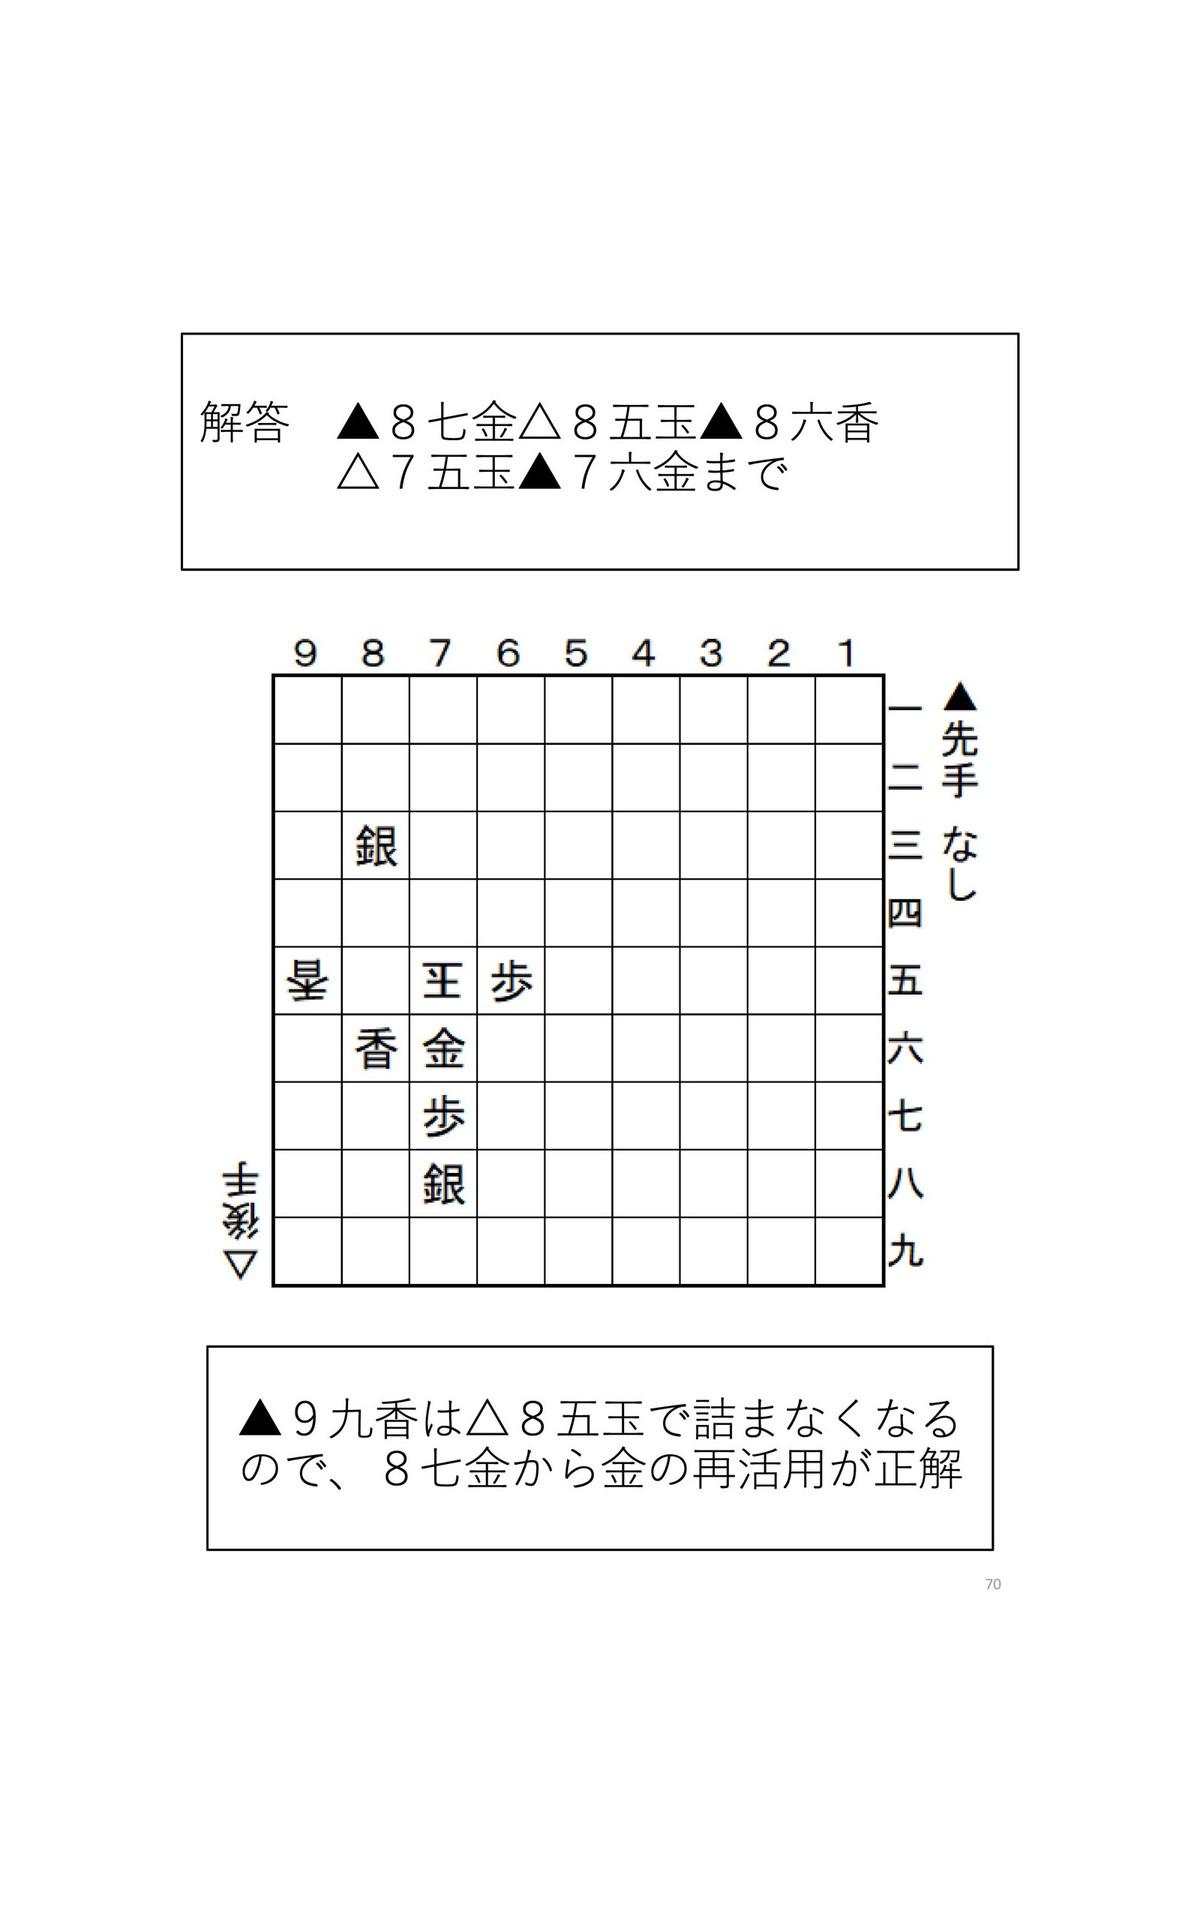 解答　▲８七金△８五玉▲８六香
△７五玉▲７六金まで
９ ８ ７ ６ ５ ４ ３ ２ １
▲先手 なし
一
二
銀 三
四
香 王 歩 五
香 金 六
歩 七
銀 八
九
△後手
▲９九香は△８五玉で詰まなくなる
ので、８七金から金の再活用が正解
70